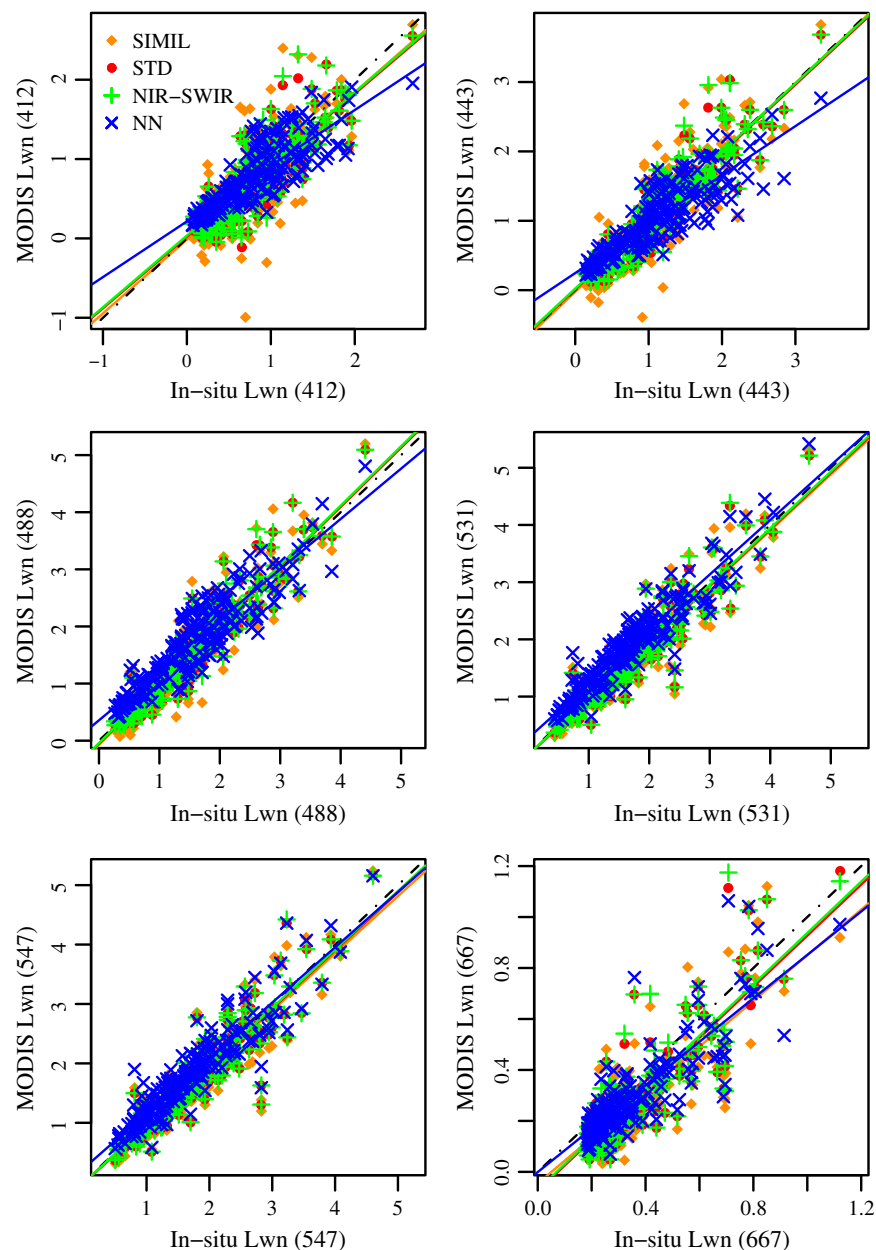 SIMIL
STD
NIR−SWIR
NN
MODIS Lwn (412)
−1 0 1 2
−1 0 1 2
In−situ Lwn (412)
MODIS Lwn (443)
0 1 2 3
0 1 2 3
In−situ Lwn (443)
MODIS Lwn (488)
0 1 2 3 4 5
0 1 2 3 4 5
In−situ Lwn (488)
MODIS Lwn (531)
1 2 3 4 5
1 2 3 4 5
In−situ Lwn (531)
MODIS Lwn (547)
1 2 3 4 5
1 2 3 4 5
In−situ Lwn (547)
MODIS Lwn (667)
0.0 0.4 0.8 1.2
0.0 0.4 0.8 1.2
In−situ Lwn (667)